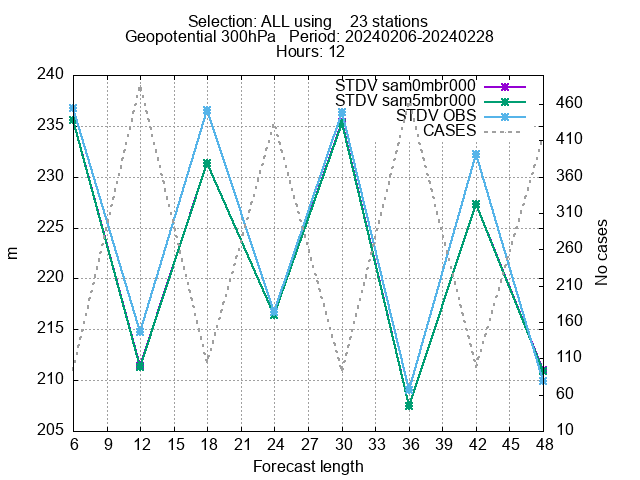 Selection: ALL using    23 stations
Geopotential 300hPa   Period: 20240206-20240228
Hours: 12
STDV sam0mbr000
STDV sam5mbr000
STDV OBS
CASES
240
235
230
225
220
215
210
205
m
460
410
360
310
260
210
160
110
60
10
No cases
6 9 12 15 18 21 24 27 30 33 36 39 42 45 48
Forecast length